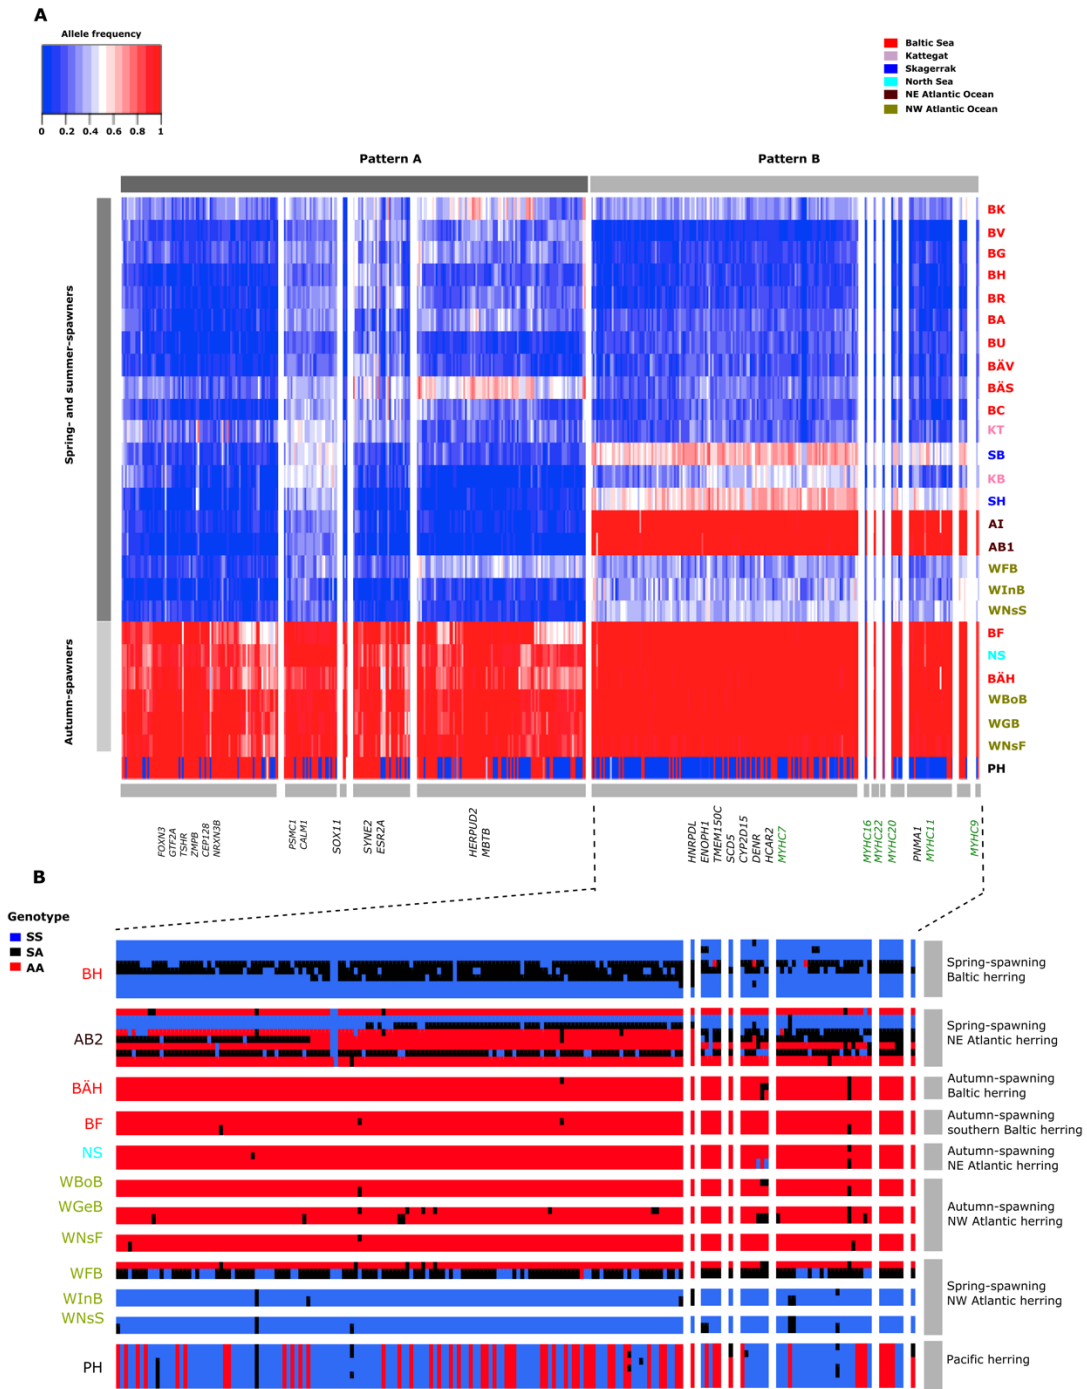 A
Allele frequency
0 0.2 0.4 0.6 0.8 1
Baltic Sea
Kattegat
Skagerrak
North Sea
NE Atlantic Ocean
NW Atlantic Ocean
Pattern A
Pattern B
Spring- and summer-spawners
Autumn-spawners
BK
BV
BG
BH
BR
BA
BU
BÄV
BÄS
BC
KT
SB
KB
SH
AI
AB1
WFB
WInB
WNsS
BF
NS
BÄH
WBoB
WGB
WNsF
PH
FOXN3
GTF2A
TSHR
ZMPB
CEP128
NRXN3B
PSMC1
CALM1
SOX11
SYNE2
ESR2A
HERPUD2
MBTB
HNRPDL
ENOPH1
TMEM150C
SCD5
CYP2D15
DENR
HCAR2
MYHC7
MYHC16
MYHC22
MYHC20
PNMA1
MYHC11
MYHC9
B
Genotype
SS
SA
AA
BH
Spring-spawning
Baltic herring
AB2
Spring-spawning
NE Atlantic herring
BÄH
Autumn-spawning
Baltic herring
BF
Autumn-spawning
southern Baltic herring
NS
Autumn-spawning
NE Atlantic herring
WBoB
WGeB
WNsF
Autumn-spawning
NW Atlantic herring
WFB
WInB
WNsS
Spring-spawning
NW Atlantic herring
PH
Pacific herring